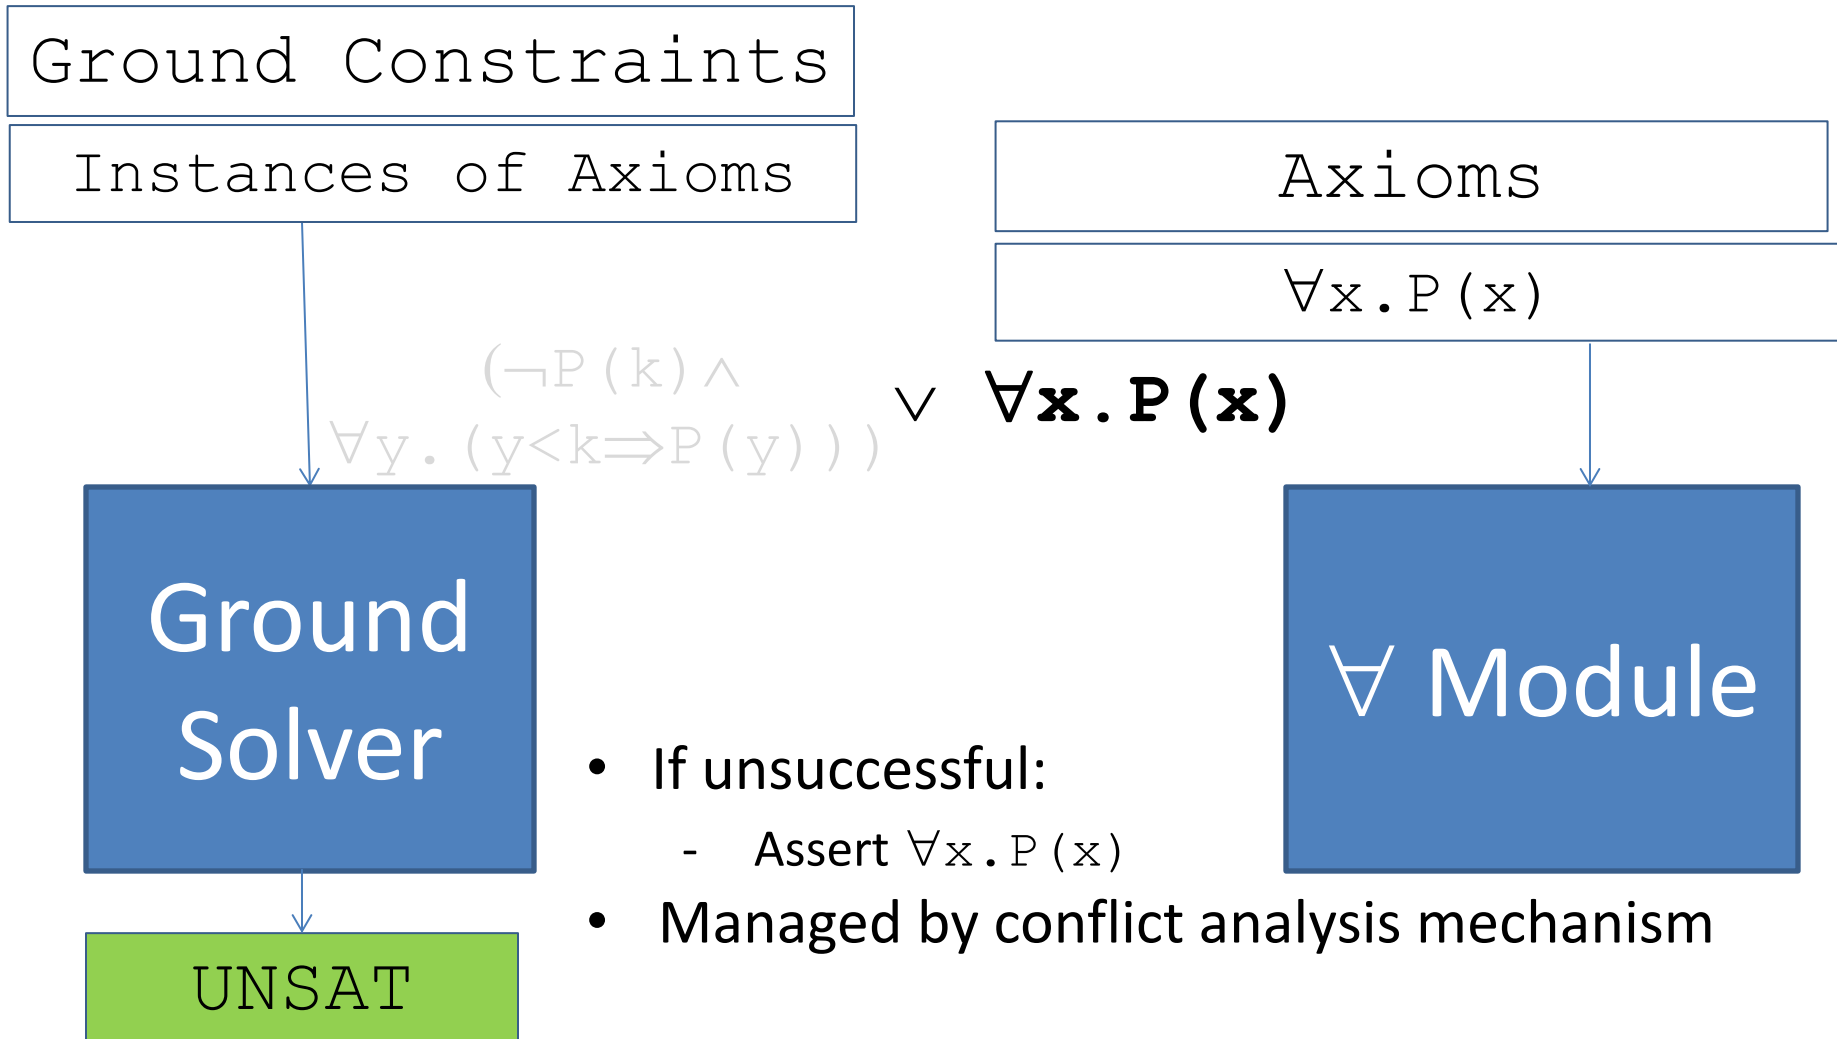 Ground Constraints
Instances of Axioms
Axioms
∀x.P(x)
(¬P(k)∧
∀y.(y<k⇒P(y)))
∨ ∀x.P(x)
Ground
Solver
∀ Module
• If unsuccessful:
- Assert ∀x.P(x)
• Managed by conflict analysis mechanism
UNSAT